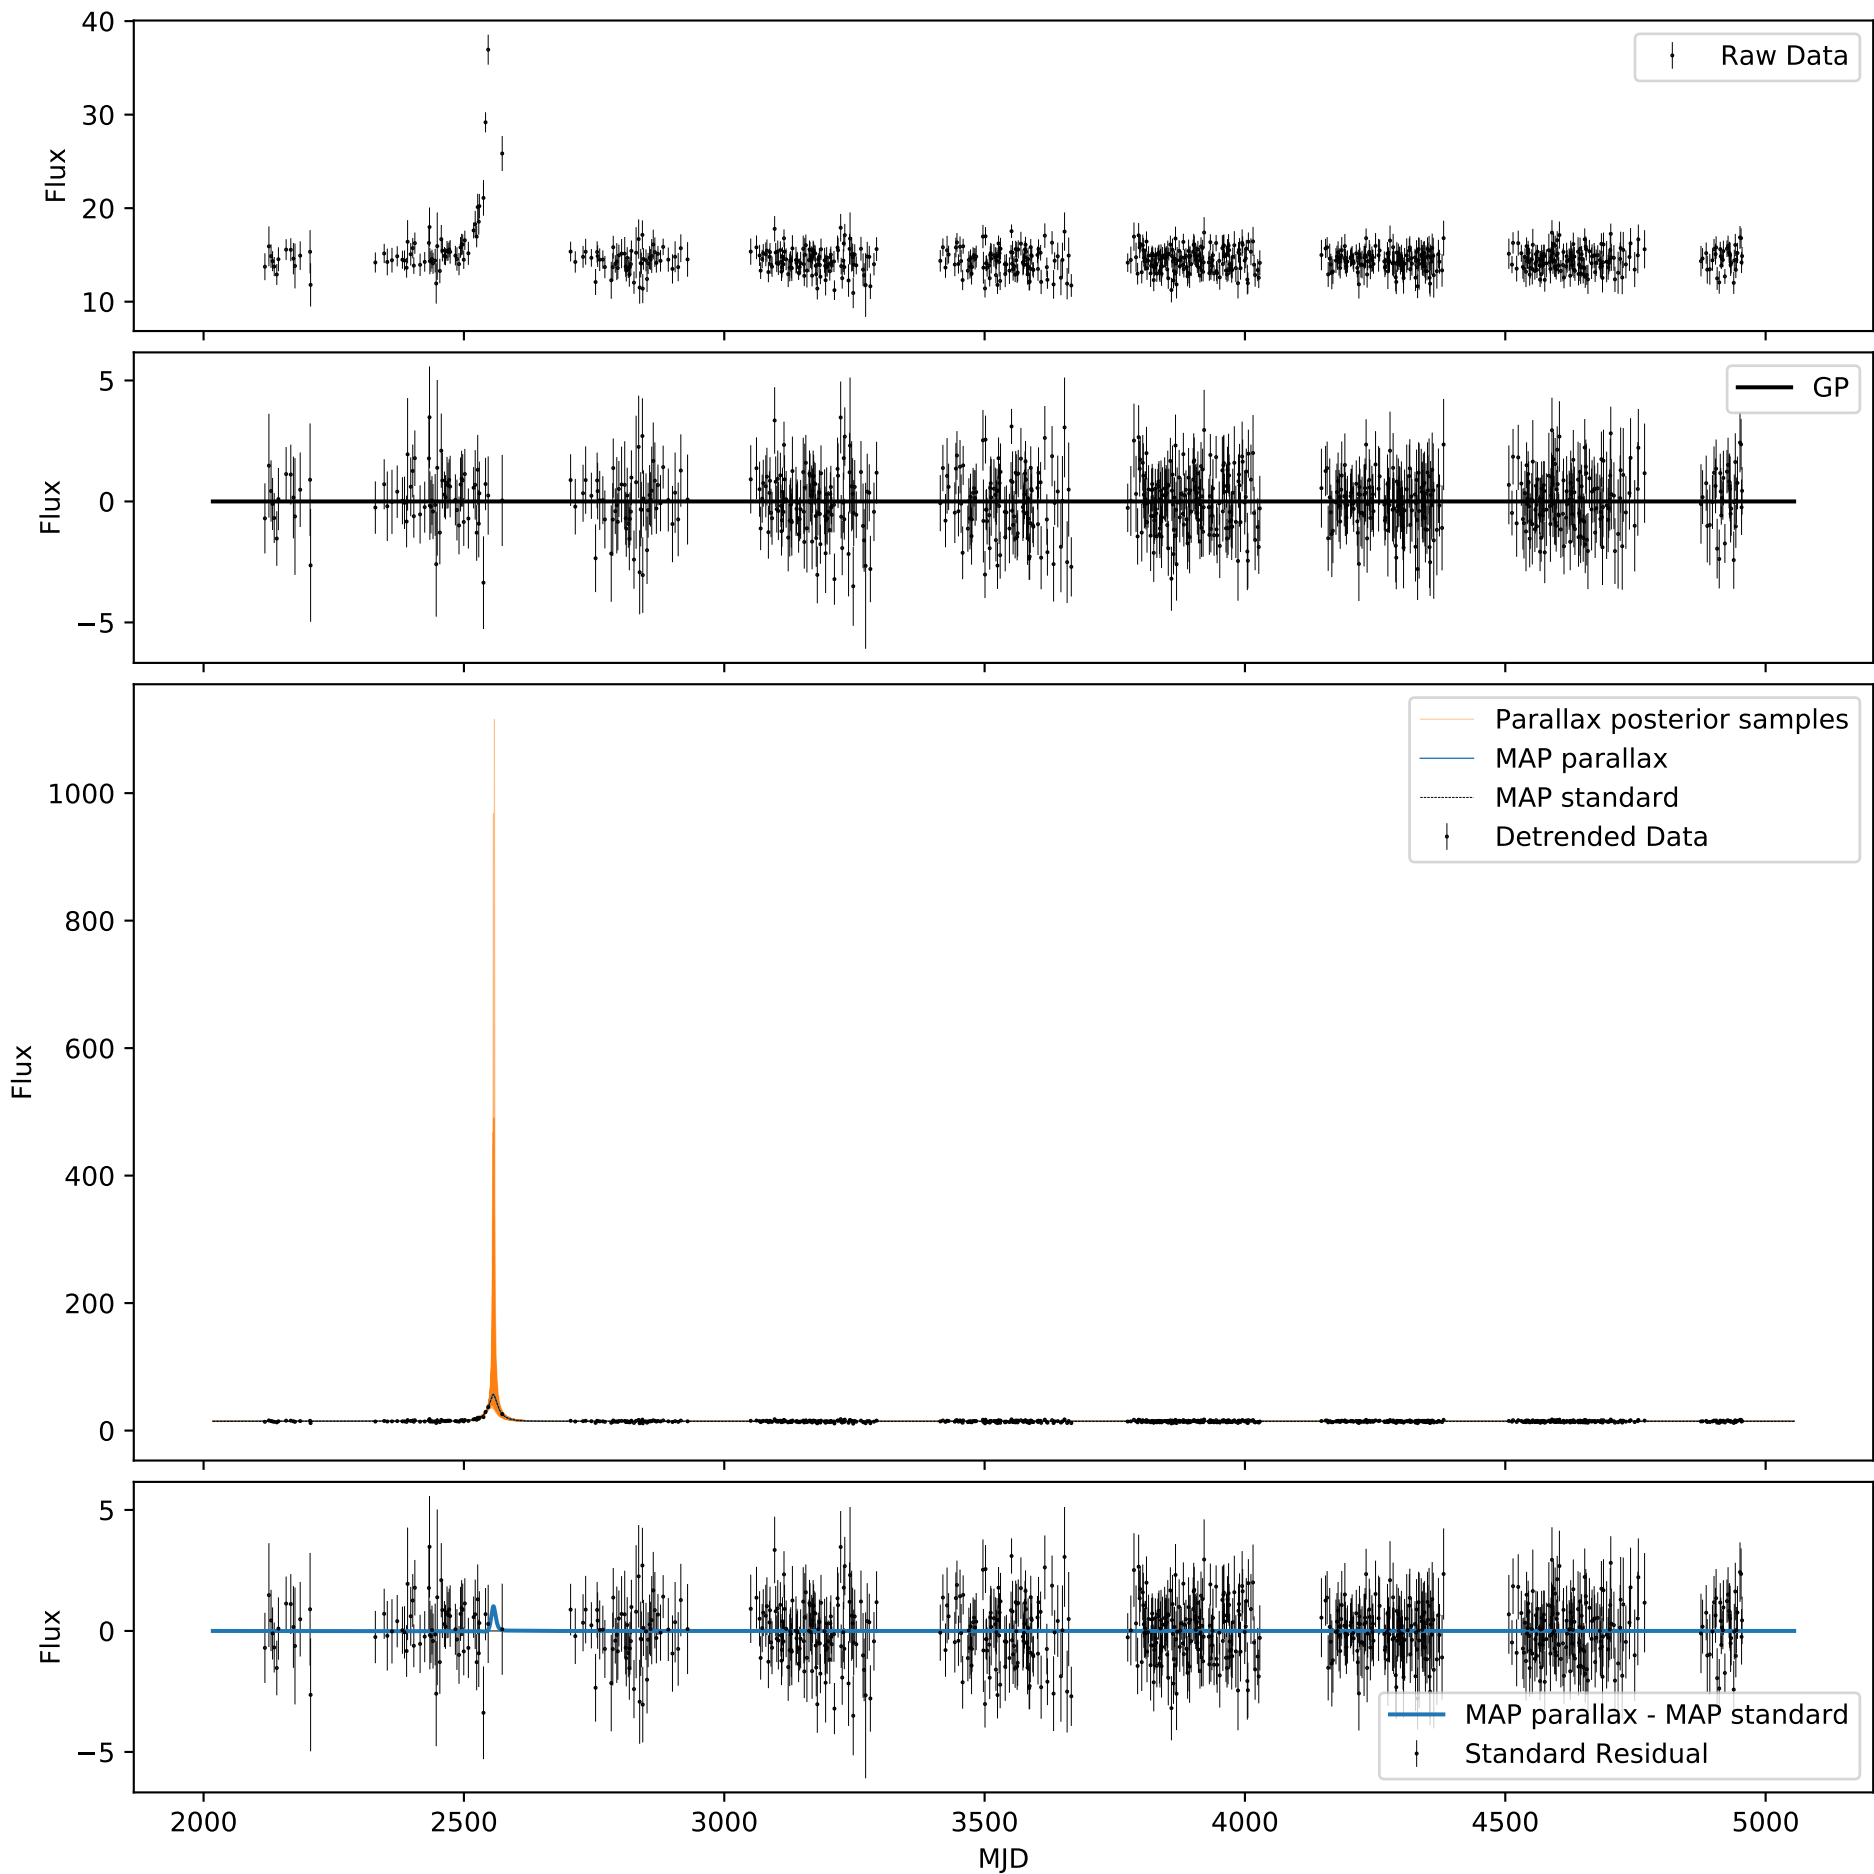 40
30
20
10
Flux
Raw Data
5
0
−5
Flux
GP
1000
800
600
400
200
0
Flux
Parallax posterior samples
MAP parallax
MAP standard
Detrended Data
5
0
−5
Flux
MAP parallax - MAP standard
Standard Residual
2000 2500 3000 3500 4000 4500 5000
MJD